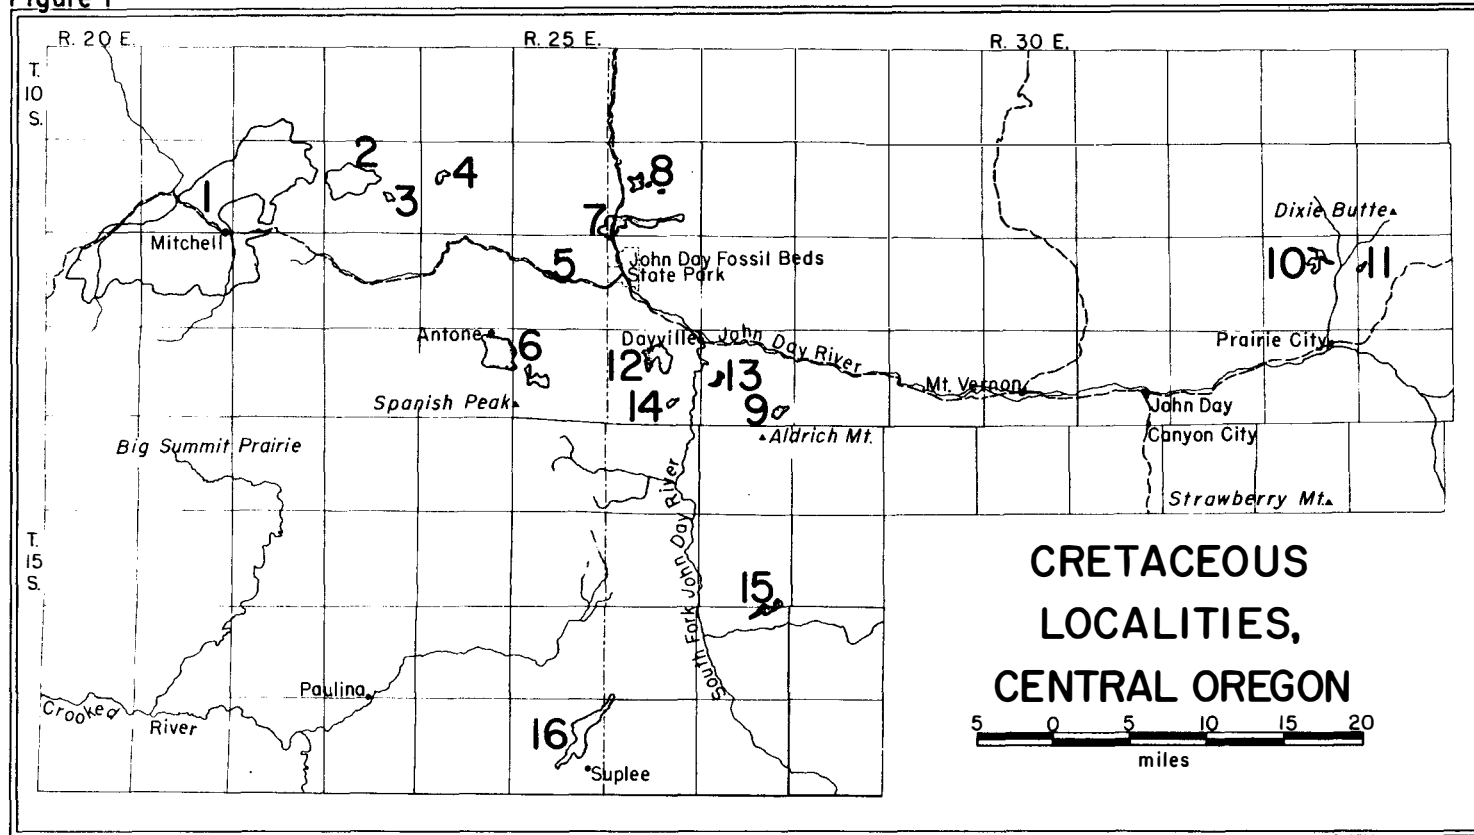 Figure 1
R. 20 E.
R. 25 E.
R. 30 E.
T.
10
S.
2
4
8
3
1
7
Dixie Butte
Mitchell
5
John Day Fossil Beds
State Park
10
11
Antone
6
Dayville
John Day River
Prairie City
12
13
Mt. Vernon
Spanish Peak
14
9
John Day
Big Summit Prairie
Aldrich Mt.
Canyon City
Strawberry Mt.
T.
15
S.
South Fork John Day River
15
CRETACEOUS
LOCALITIES,
CENTRAL OREGON
Paulina
Crooked River
16
Suplee
5 0 5 10 15 20
miles